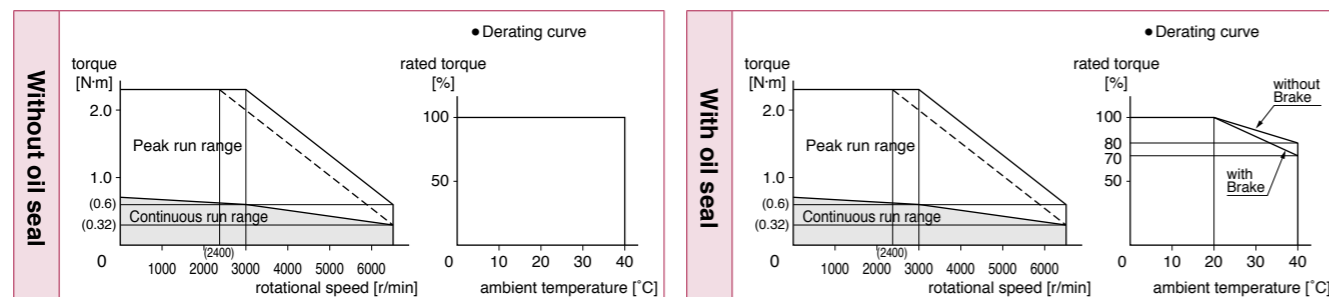 Without oil seal
torque
[N·m]
2.0
1.0
(0.6)
(0.32)
0
Peak run range
Continuous run range
(2400)
1000 2000 3000 4000 5000 6000
rotational speed [r/min]
● Derating curve
rated torque
[%]
100
50
0 10 20 30 40
ambient temperature [˚C]
With oil seal
torque
[N·m]
2.0
1.0
(0.6)
(0.32)
0
Peak run range
Continuous run range
(2400)
1000 2000 3000 4000 5000 6000
rotational speed [r/min]
● Derating curve
rated torque
[%]
without
Brake
100
80
70
50
with
Brake
0 10 20 30 40
ambient temperature [˚C]